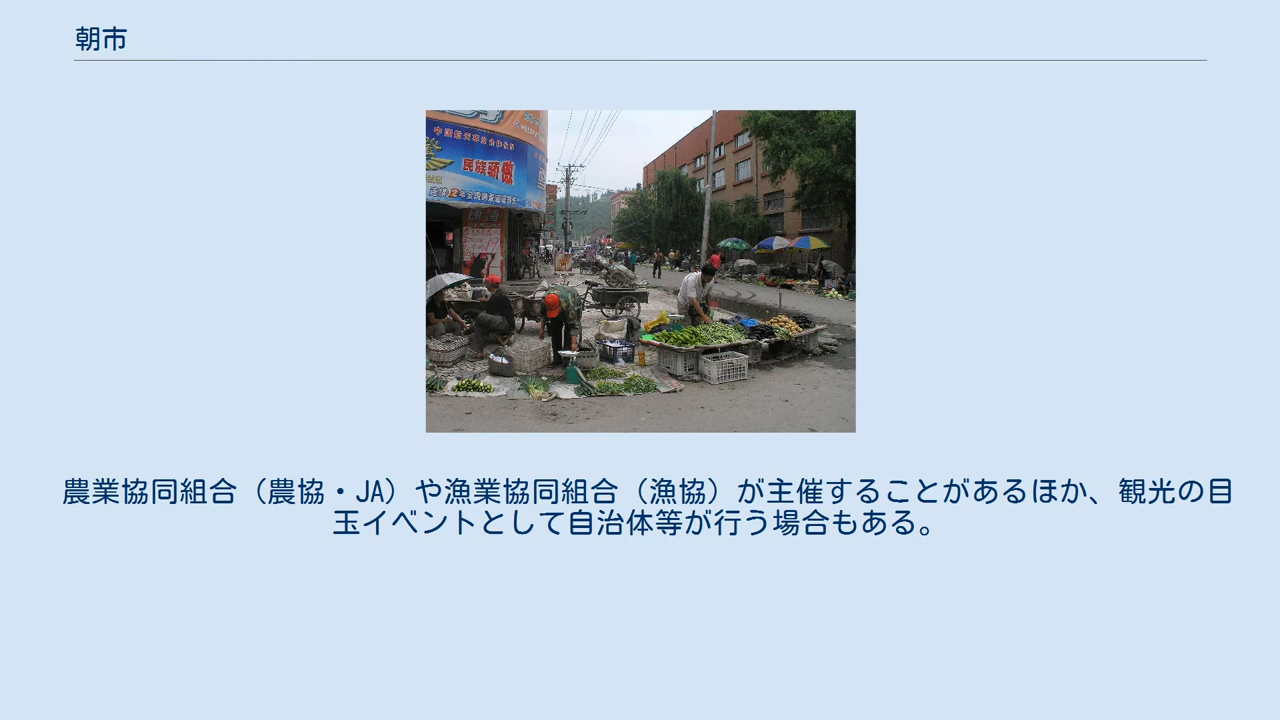 朝市
民族骄傲
農業協同組合（農協・JA）や漁業協同組合（漁協）が主催することがあるほか、観光の目
玉イベントとして自治体等が行う場合もある。